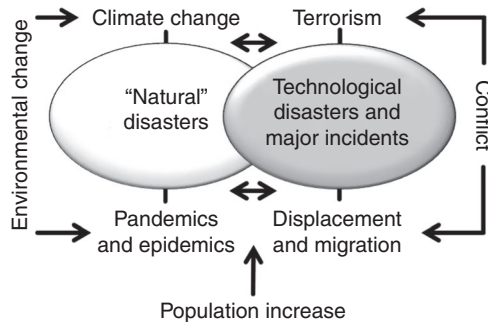 Climate change
Terrorism
Environmental change
“Natural”
disasters
Technological
disasters and
major incidents
Conflict
Pandemics
and epidemics
Displacement
and migration
Population increase